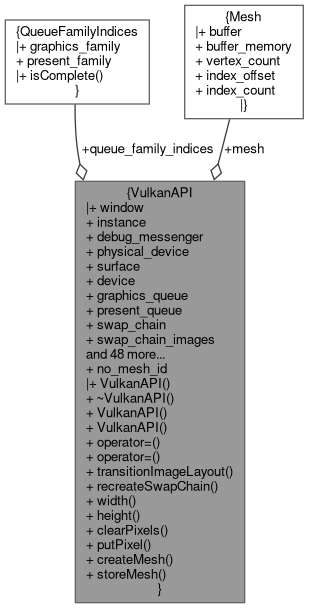 {QueueFamilyIndices
|+ graphics_family
+ present_family
|+ isComplete()
}
{Mesh
|+ buffer
+ buffer_memory
+ vertex_count
+ index_offset
+ index_count
|}
+queue_family_indices
+mesh
{VulkanAPI
|+ window
+ instance
+ debug_messenger
+ physical_device
+ surface
+ device
+ graphics_queue
+ present_queue
+ swap_chain
+ swap_chain_images
and 48 more...
+ no_mesh_id
|+ VulkanAPI()
+ ~VulkanAPI()
+ VulkanAPI()
+ VulkanAPI()
+ operator=()
+ operator=()
+ transitionImageLayout()
+ recreateSwapChain()
+ width()
+ height()
+ clearPixels()
+ putPixel()
+ createMesh()
+ storeMesh()
}